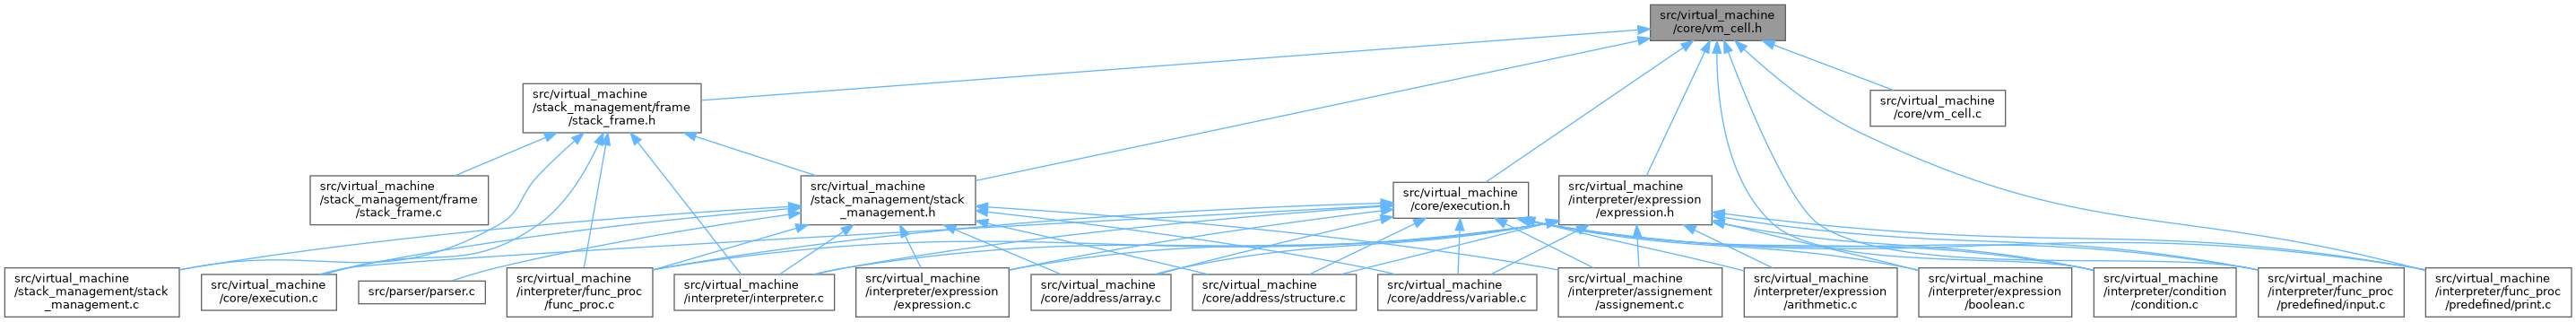 src/virtual_machine
/core/vm_cell.h
src/virtual_machine
/stack_management/frame
/stack_frame.h
src/virtual_machine
/core/vm_cell.c
src/virtual_machine
/stack_management/frame
/stack_frame.c
src/virtual_machine
/stack_management/stack
_management.h
src/virtual_machine
/core/execution.h
src/virtual_machine
/interpreter/expression
/expression.h
src/virtual_machine
/stack_management/stack
_management.c
src/virtual_machine
/core/execution.c
src/parser/parser.c
src/virtual_machine
/interpreter/func_proc
/func_proc.c
src/virtual_machine
/interpreter/interpreter.c
src/virtual_machine
/interpreter/expression
/expression.c
src/virtual_machine
/core/address/array.c
src/virtual_machine
/core/address/structure.c
src/virtual_machine
/core/address/variable.c
src/virtual_machine
/interpreter/assignement
/assignement.c
src/virtual_machine
/interpreter/expression
/arithmetic.c
src/virtual_machine
/interpreter/expression
/boolean.c
src/virtual_machine
/interpreter/condition
/condition.c
src/virtual_machine
/interpreter/func_proc
/predefined/input.c
src/virtual_machine
/interpreter/func_proc
/predefined/print.c